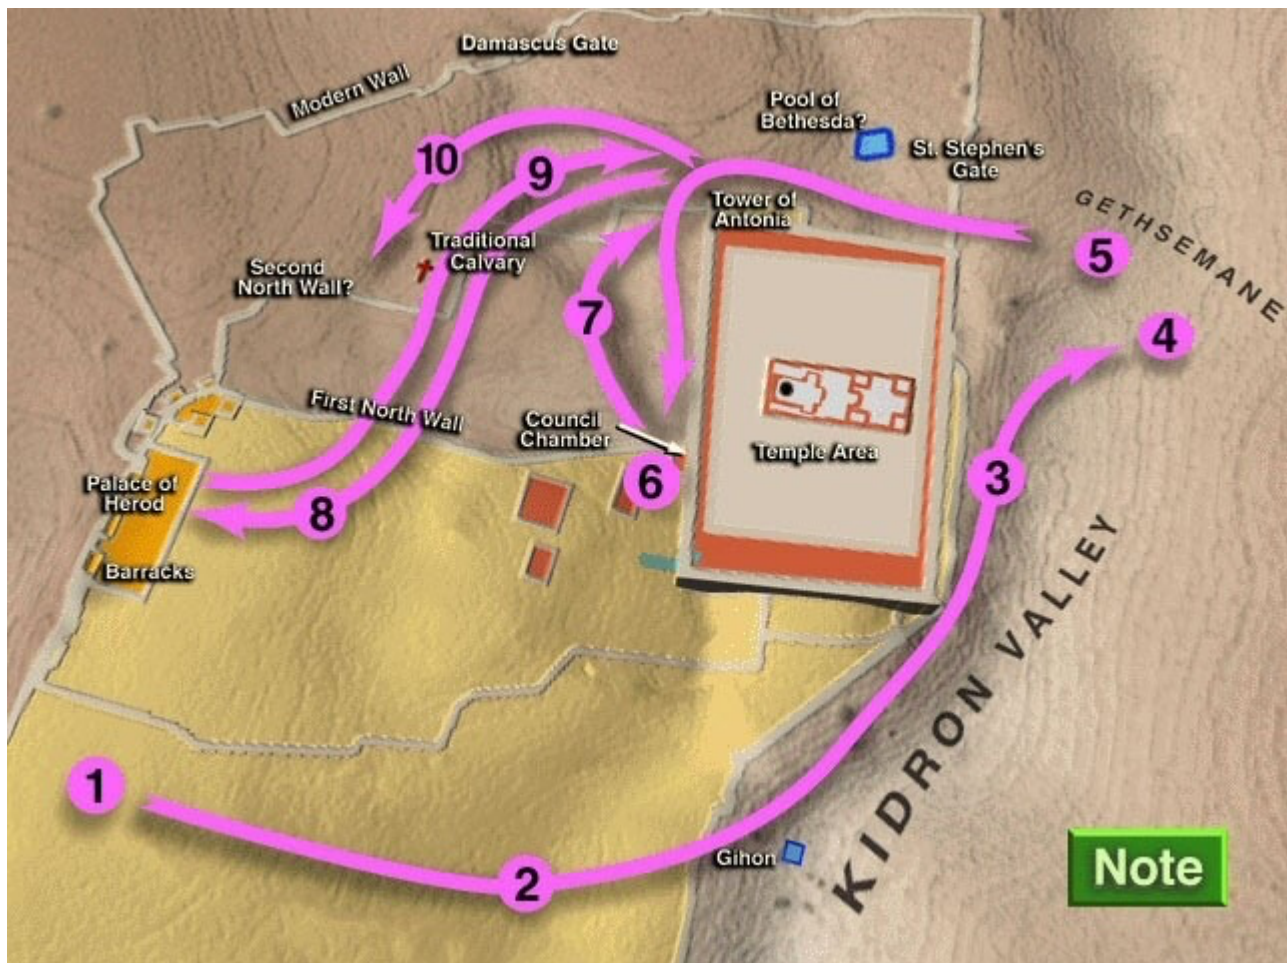 Damascus Gate
Modern Wall
Pool of
Bethesda?
St. Stephen's
Gate
10
9
GETHSEMANE
Tower of
Antonia
5
Traditional
Calvary
Second
North Wall?
7
4
First North Wall
Council
Chamber
Temple Area
6
3
Palace of
Herod
8
Barracks
KIDRON VALLEY
1
2
Gihon
Note